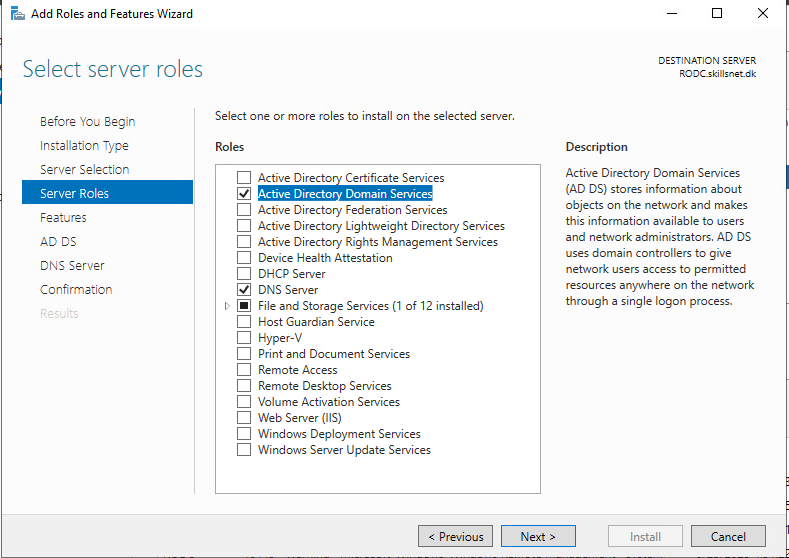 Add Roles and Features Wizard
Select server roles
DESTINATION SERVER
RODC.skillsnet.dk
Before You Begin
Installation Type
Server Selection
Server Roles
Features
AD DS
DNS Server
Confirmation
Results
Select one or more roles to install on the selected server.
Roles
Active Directory Certificate Services
Active Directory Domain Services
Active Directory Federation Services
Active Directory Lightweight Directory Services
Active Directory Rights Management Services
Device Health Attestation
DHCP Server
DNS Server
File and Storage Services (1 of 12 installed)
Host Guardian Service
Hyper-V
Print and Document Services
Remote Access
Remote Desktop Services
Volume Activation Services
Web Server (IIS)
Windows Deployment Services
Windows Server Update Services
Description
Active Directory Domain Services
(AD DS) stores information about
objects on the network and makes
this information available to users
and network administrators. AD DS
uses domain controllers to give
network users access to permitted
resources anywhere on the network
through a single logon process.
< Previous
Next >
Install
Cancel